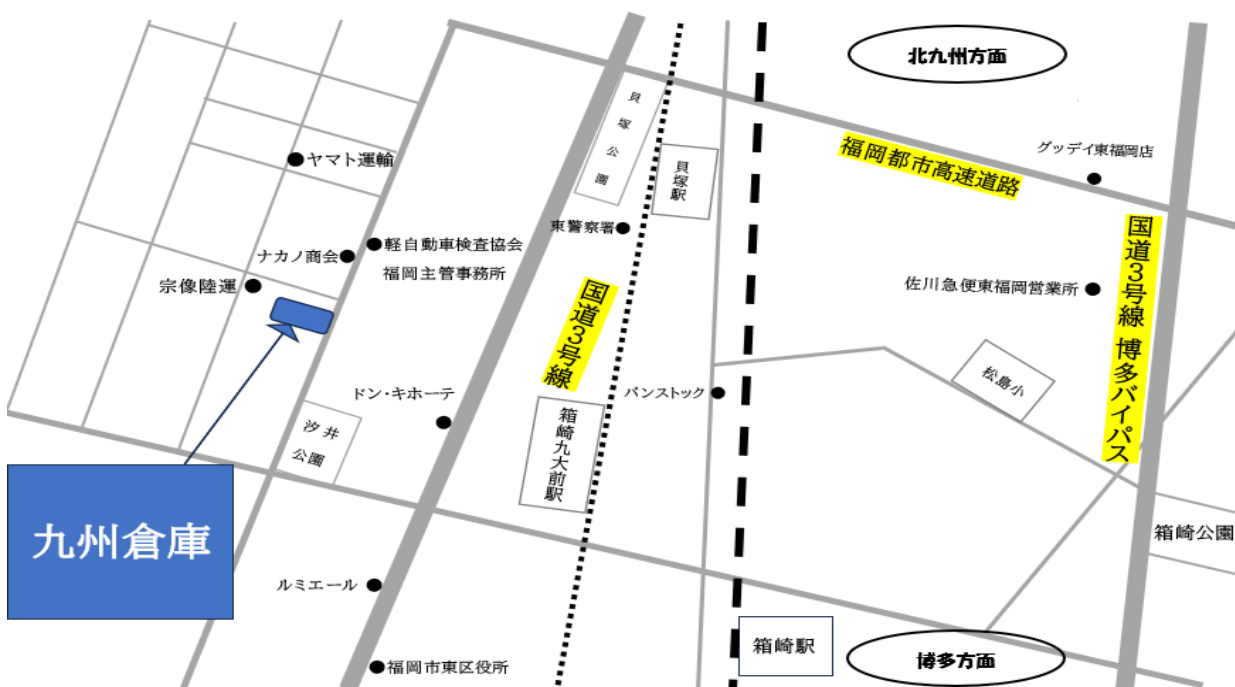 北九州方面
貝塚公園
グッデイ東福岡店
ヤマト運輸
福岡都市高速道路
貝塚駅
東警察署
軽自動車検査協会
福岡主管事務所
ナカノ商会
宗像陸運
国道3号線
佐川急便東福岡営業所
国道3号線 博多バイパス
松島小
ドン・キホーテ
パンストック
汐井
公園
箱崎九大前駅
九州倉庫
箱崎公園
ルミエール
箱崎駅
博多方面
福岡市東区役所